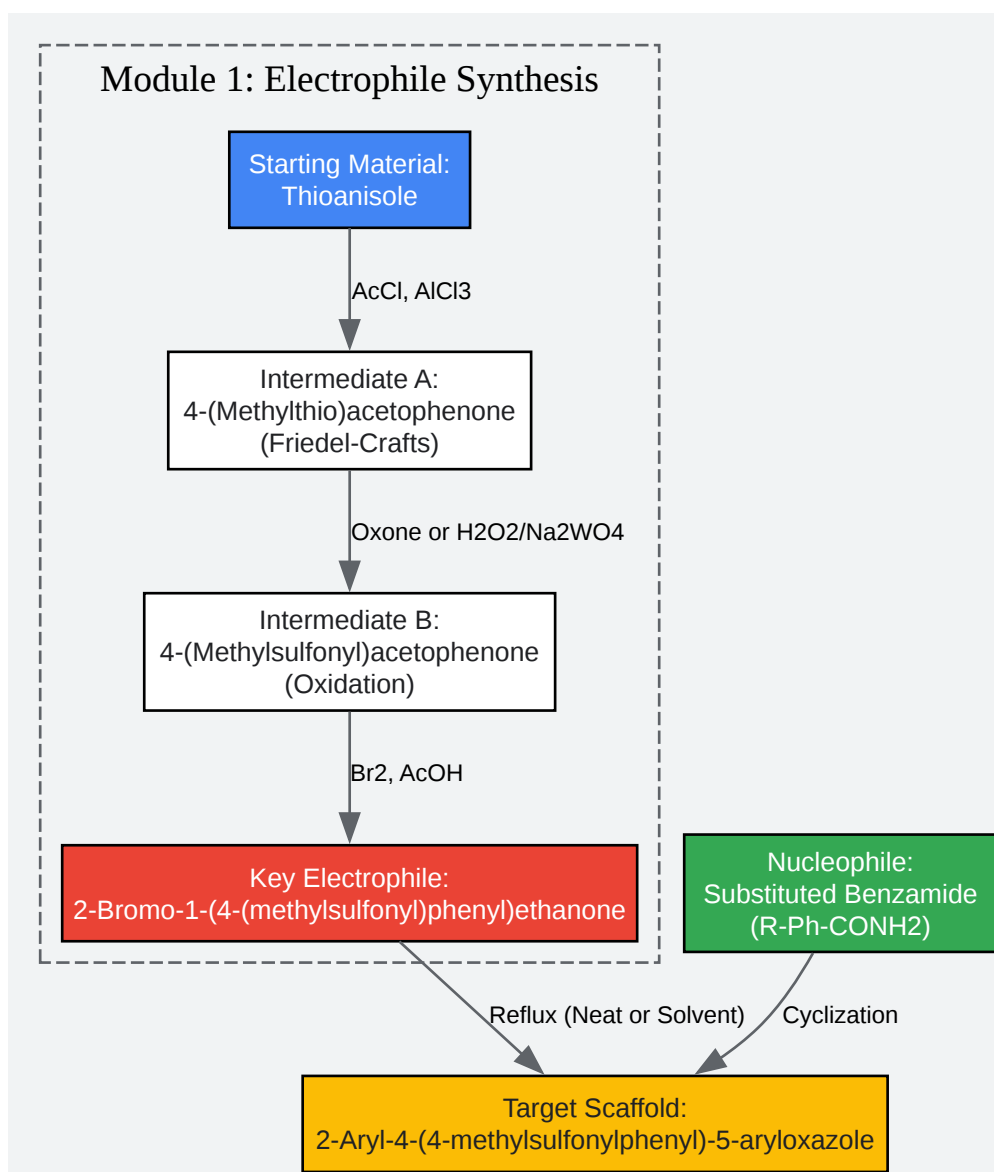 Module 1: Electrophile Synthesis
Starting Material:
Thioanisole
AcCl, AlCl3
Intermediate A:
4-(Methylthio)acetophenone
(Friedel-Crafts)
Oxone or H2O2/Na2WO4
Intermediate B:
4-(Methylsulfonyl)acetophenone
(Oxidation)
Br2, AcOH
Key Electrophile:
2-Bromo-1-(4-(methylsulfonyl)phenyl)ethanone
Nucleophile:
Substituted Benzamide
(R-Ph-CONH2)
Reflux (Neat or Solvent)
Cyclization
Target Scaffold:
2-Aryl-4-(4-methylsulfonylphenyl)-5-aryloxazole